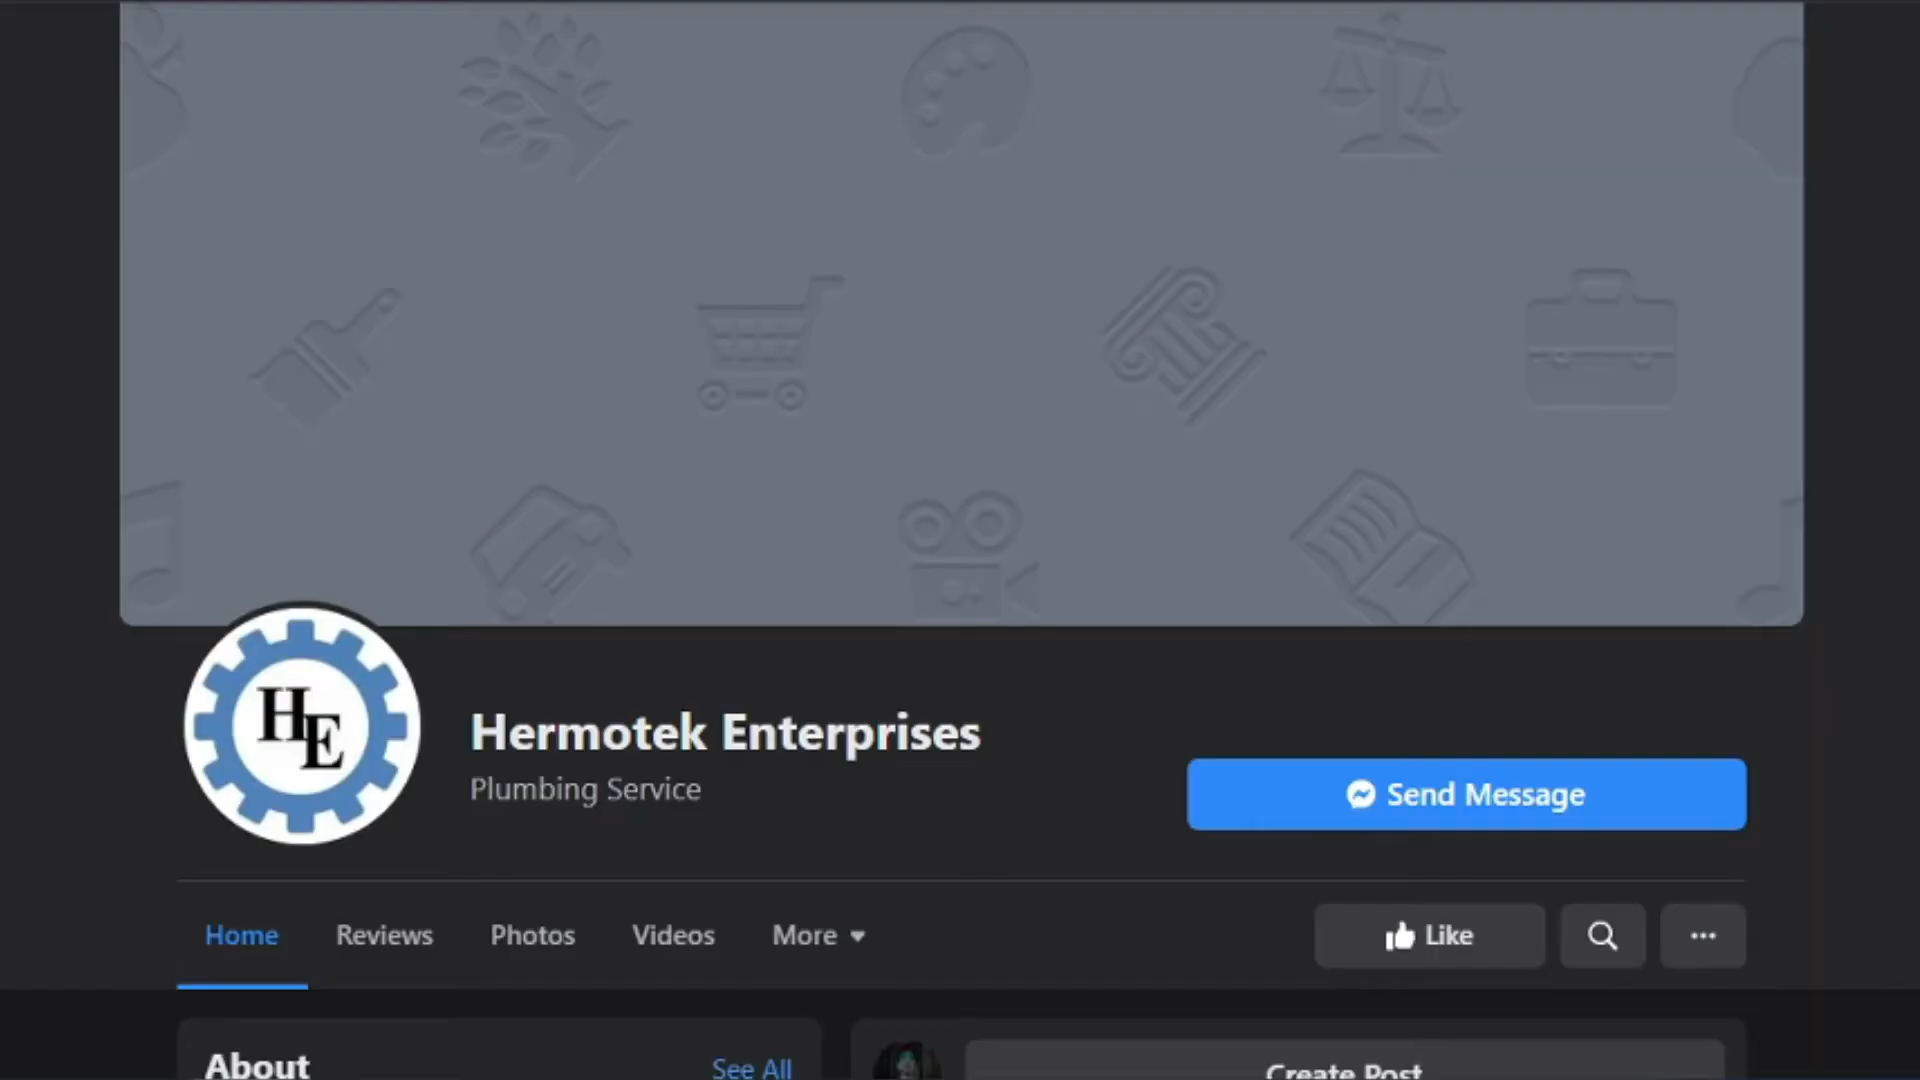 HE
Hermotek Enterprises
Plumbing Service
Send Message
Home Reviews Photos Videos More Like
About See All Create Post